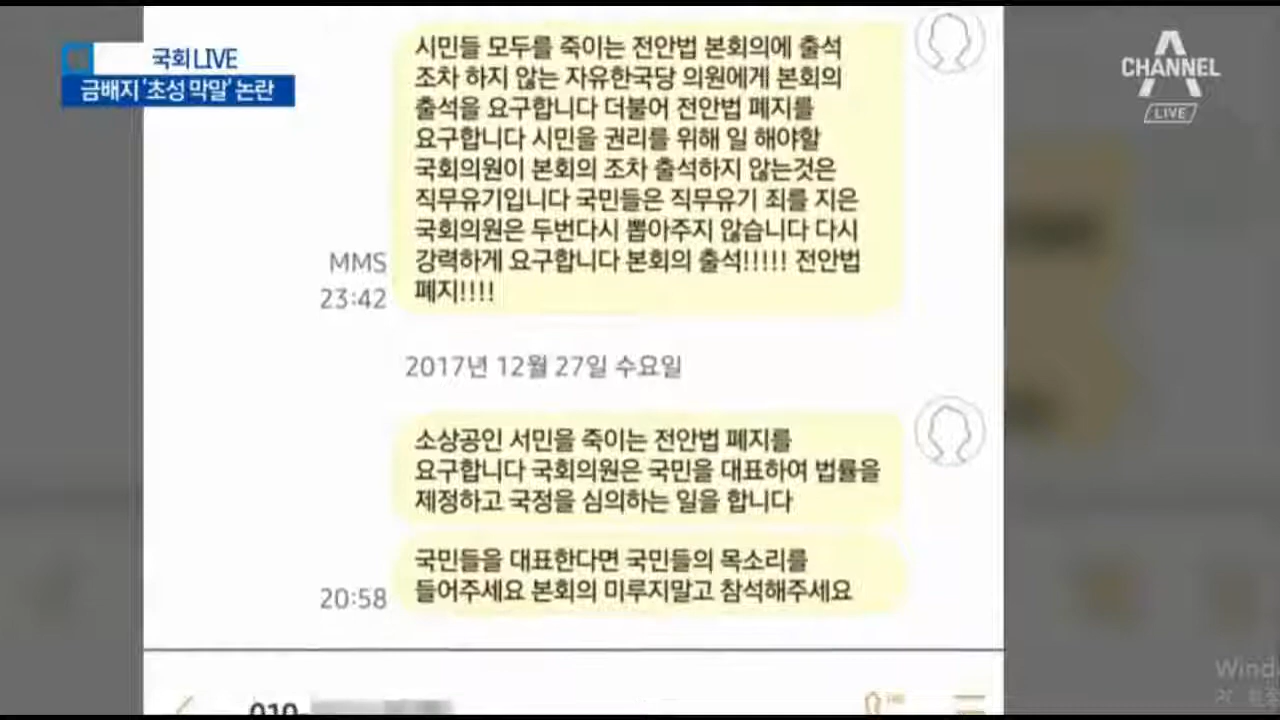 국회LIVE
금배지 '초성 막말' 논란
CHANNEL
LIVE
시민들 모두를 죽이는 전안법 본회의에 출석
조차 하지 않는 자유한국당 의원에게 본회의
출석을 요구합니다 더불어 전안법 폐지를
요구합니다 시민을 권리를 위해 일 해야할
국회의원이 본회의 조차 출석하지 않는것은
직무유기입니다 국민들은 직무유기 죄를 지은
국회의원은 두번다시 뽑아주지 않습니다 다시
강력하게 요구합니다 본회의 출석!!!!! 전안법
폐지!!!!
MMS
23:42
2017년 12월 27일 수요일
소상공인 서민을 죽이는 전안법 폐지를
요구합니다 국회의원은 국민을 대표하여 법률을
제정하고 국정을 심의하는 일을 합니다
국민들을 대표한다면 국민들의 목소리를
들어주세요 본회의 미루지말고 참석해주세요
20:58
010-
Wind
PC